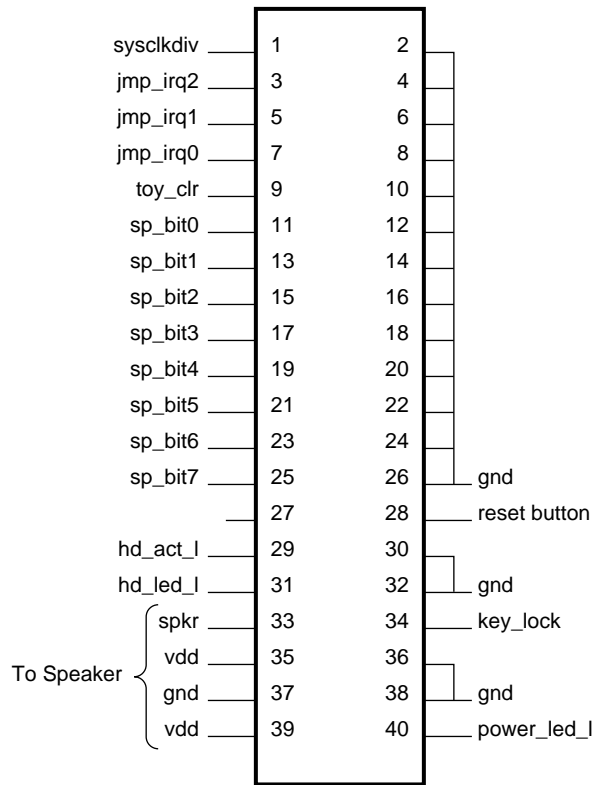 sysclkdiv 1 2
jmp_irq2 3 4
jmp_irq1 5 6
jmp_irq0 7 8
toy_clr 9 10
sp_bit0 11 12
sp_bit1 13 14
sp_bit2 15 16
sp_bit3 17 18
sp_bit4 19 20
sp_bit5 21 22
sp_bit6 23 24
sp_bit7 25 26 gnd
27 28 reset button
hd_act_l 29 30
hd_led_l 31 32 gnd
spkr 33 34 key_lock
vdd 35 36
To Speaker
gnd 37 38 gnd
vdd 39 40 power_led_l